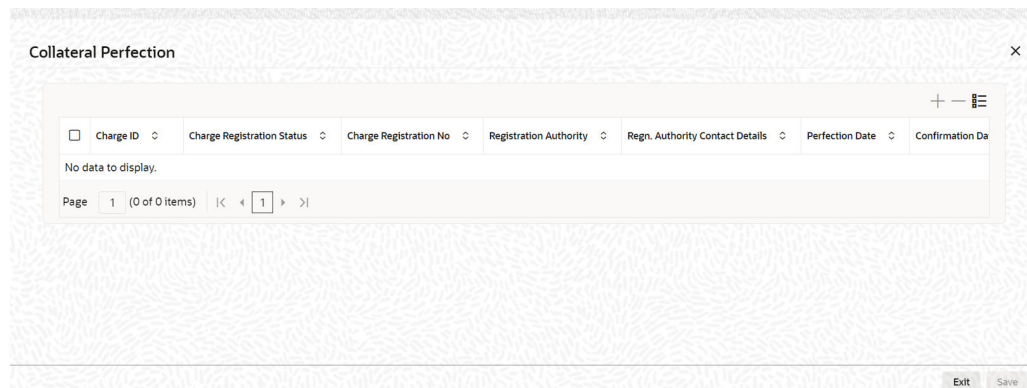 Collateral Perfection
Charge ID Charge Registration Status Charge Registration No Registration Authority Regn. Authority Contact Details Perfection Date Confirmation Da
No data to display.
Page 1 (0 of 0 items) 1
Exit Save